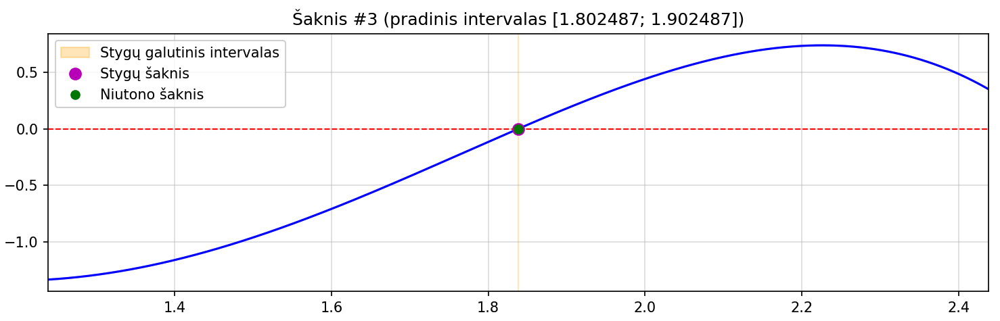 Šaknis #3 (pradinis intervalas [1.802487; 1.902487])
Stygų galutinis intervalas
Stygų šaknis
Niutono šaknis
0.5
0.0
−0.5
−1.0
1.4 1.6 1.8 2.0 2.2 2.4